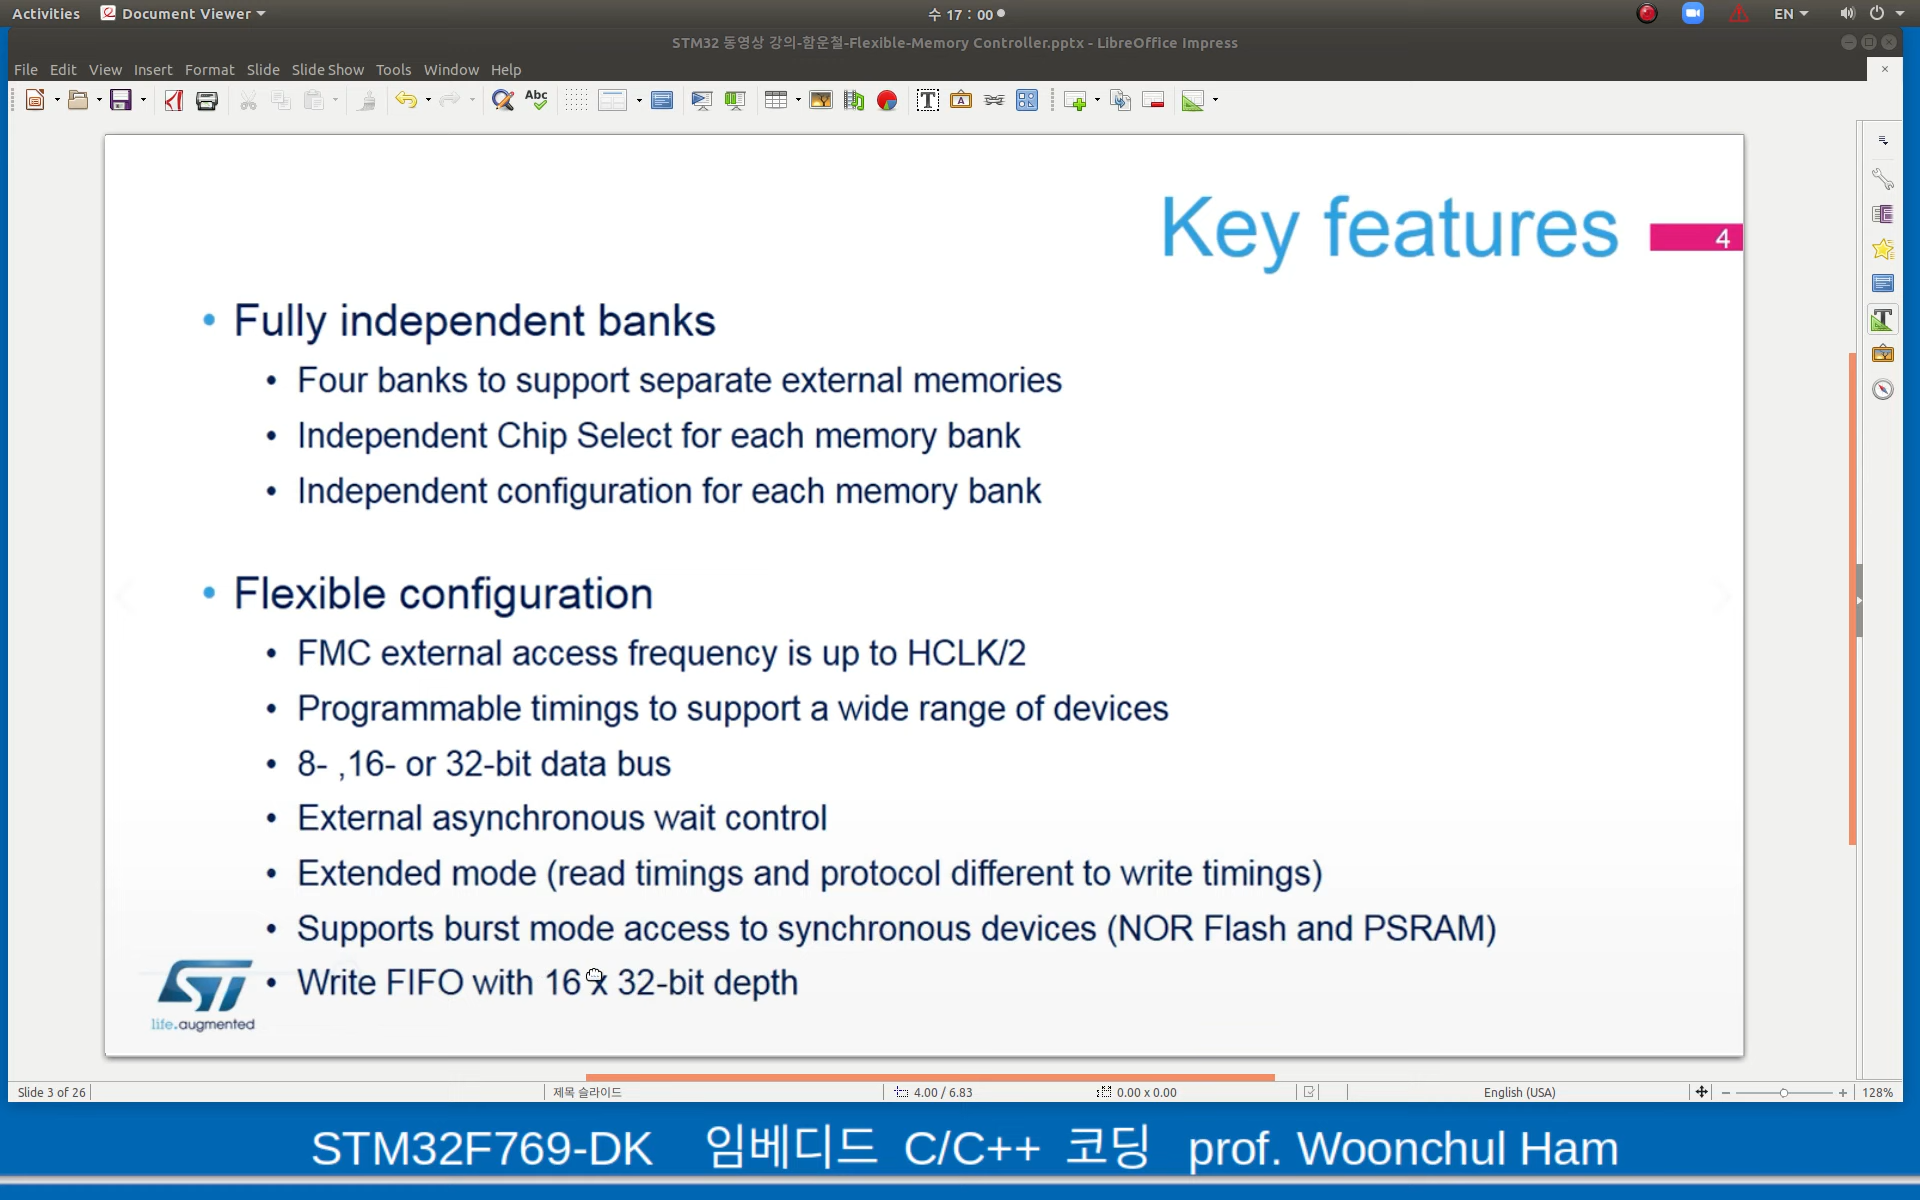 Activities Document Viewer 수 17 : 00 EN
STM32 동영상 강의-함운철-Flexible-Memory Controller.pptx - LibreOffice Impress
File Edit View Insert Format Slide Slide Show Tools Window Help
Abc
Key features
4
• Fully independent banks
• Four banks to support separate external memories
• Independent Chip Select for each memory bank
• Independent configuration for each memory bank
• Flexible configuration
• FMC external access frequency is up to HCLK/2
• Programmable timings to support a wide range of devices
• 8- ,16- or 32-bit data bus
• External asynchronous wait control
• Extended mode (read timings and protocol different to write timings)
• Supports burst mode access to synchronous devices (NOR Flash and PSRAM)
• Write FIFO with 16 x 32-bit depth
ST
life.augmented
Slide 3 of 26 제목 슬라이드 4.00 / 6.83 0.00 x 0.00 English (USA) 128%
STM32F769-DK 임베디드 C/C++ 코딩 prof. Woonchul Ham